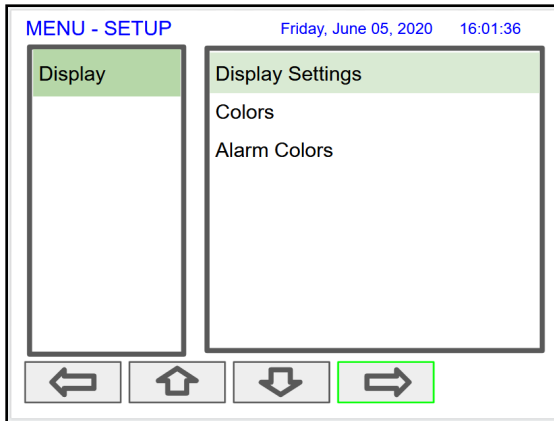 MENU - SETUP Friday, June 05, 2020 16:01:36
Display
Display Settings
Colors
Alarm Colors